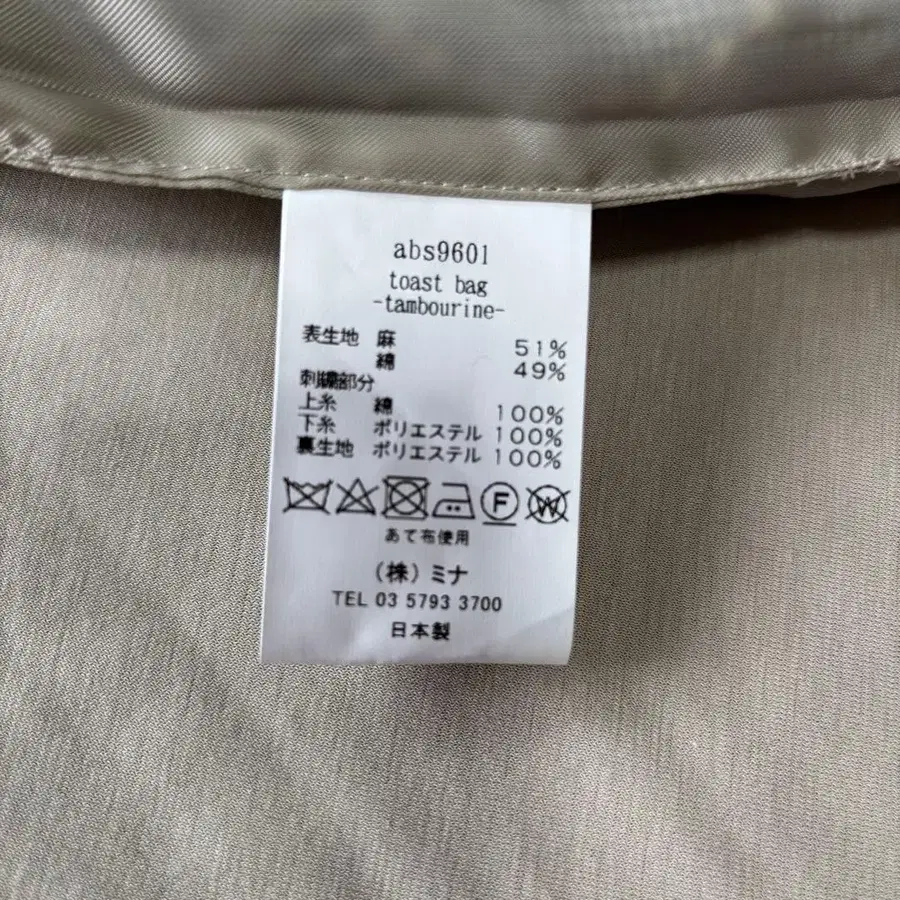 abs9601
toast bag
-tambourine-
表生地 麻 51%
綿 49%
刺繍部分
上糸 綿 100%
下糸 ポリエステル 100%
裏生地 ポリエステル 100%
F W
あて布使用
(株)ミナ
TEL 03 5793 3700
日本製